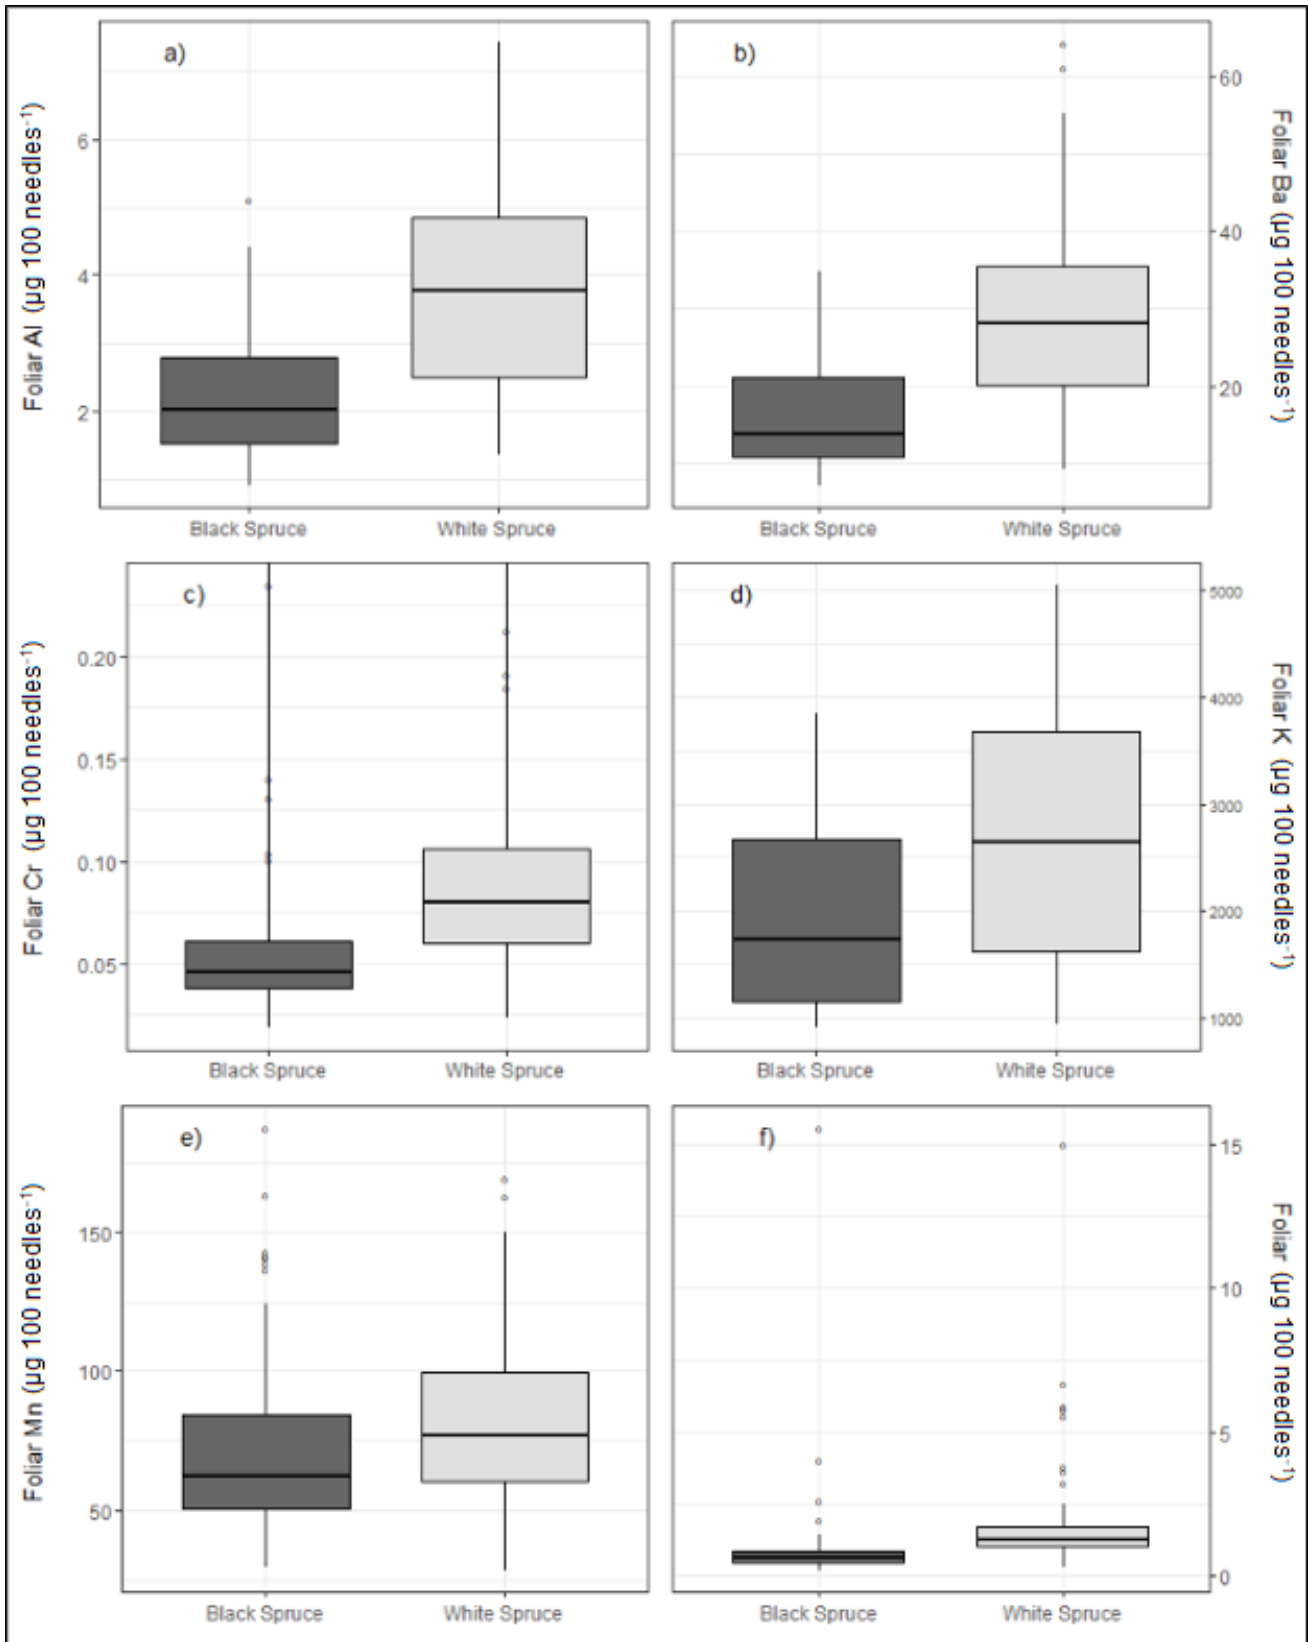 a)
Foliar Al (µg 100 needles⁻¹)
6
4
2
Black Spruce White Spruce
b)
60
40
20
Foliar Ba (µg 100 needles⁻¹)
Black Spruce White Spruce
c)
Foliar Cr (µg 100 needles⁻¹)
0.20
0.15
0.10
0.05
Black Spruce White Spruce
d)
5000
4000
3000
2000
1000
Foliar K (µg 100 needles⁻¹)
Black Spruce White Spruce
e)
Foliar Mn (µg 100 needles⁻¹)
150
100
50
Black Spruce White Spruce
f)
15
10
5
0
Foliar (µg 100 needles⁻¹)
Black Spruce White Spruce